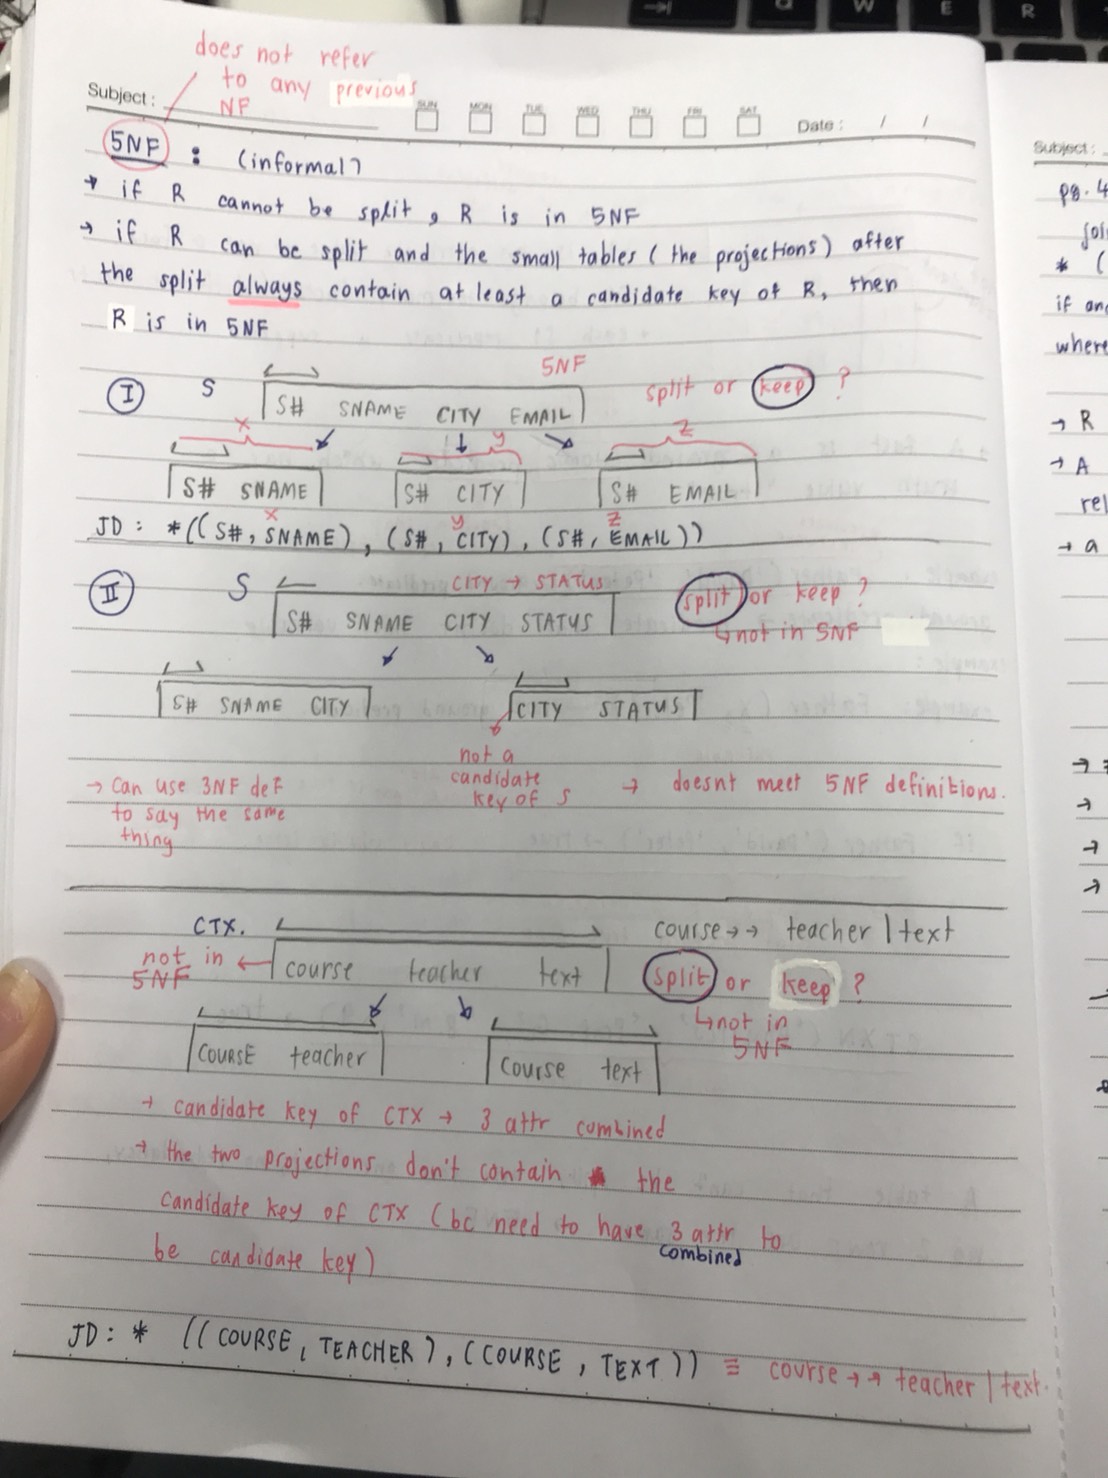 W E R
does not refer
to any previous
NF
Subject :
SUN MON TUE WED THU FRI SAT
Date : / /
5NF : (informal)
→ if R cannot be split, R is in 5NF
→ if R can be split and the small tables (the projections) after
the split always contain at least a candidate key of R, then
R is in 5NF
5NF
I S S# SNAME CITY EMAIL split or keep ?
x y z
S# SNAME S# CITY S# EMAIL
x y z
JD : *((S#, SNAME), (S#, CITY), (S#, EMAIL))
II S CITY → STATUS split or keep ?
S# SNAME CITY STATUS
↳ not in 5NF
S# SNAME CITY CITY STATUS
not a
candidate
key of S
→ doesnt meet 5NF definitions.
→ Can use 3NF def
to say the same
thing
CTX. course →→ teacher | text
not in
5NF
← course teacher text split or keep ?
↳ not in
5NF
COURSE teacher Course text
→ candidate key of CTX → 3 attr combined
→ the two projections don't contain the
candidate key of CTX (bc need to have 3 attr to
combined
be candidate key)
JD : * ((COURSE, TEACHER), (COURSE, TEXT)) ≡ course →→ teacher | text.
Subject :
pg. 4
* (
if
where
→ R
→ A
rel
→ a